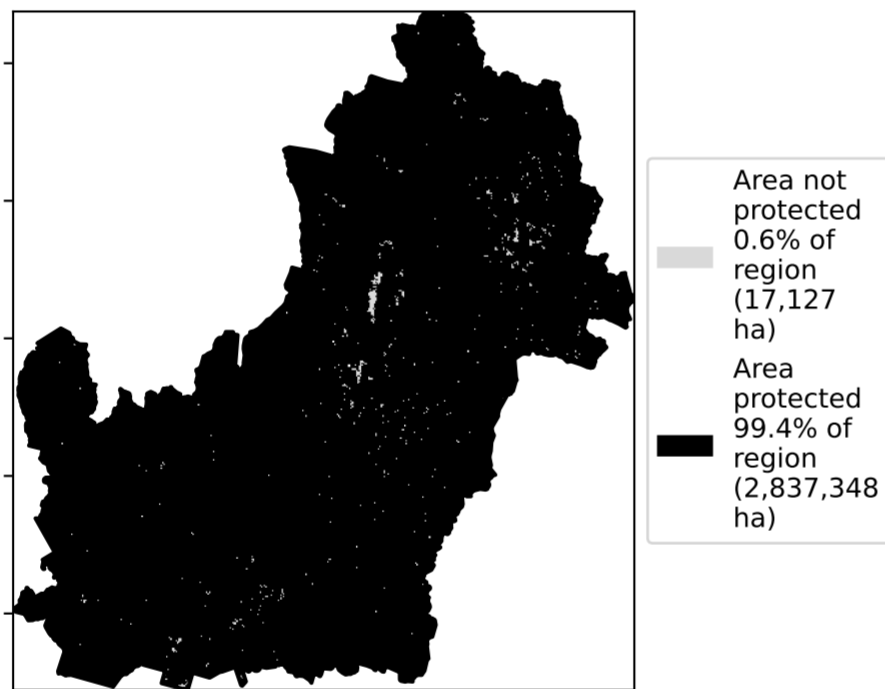 Area not
protected
0.6% of
region
(17,127
ha)
Area
protected
99.4% of
region
(2,837,348
ha)